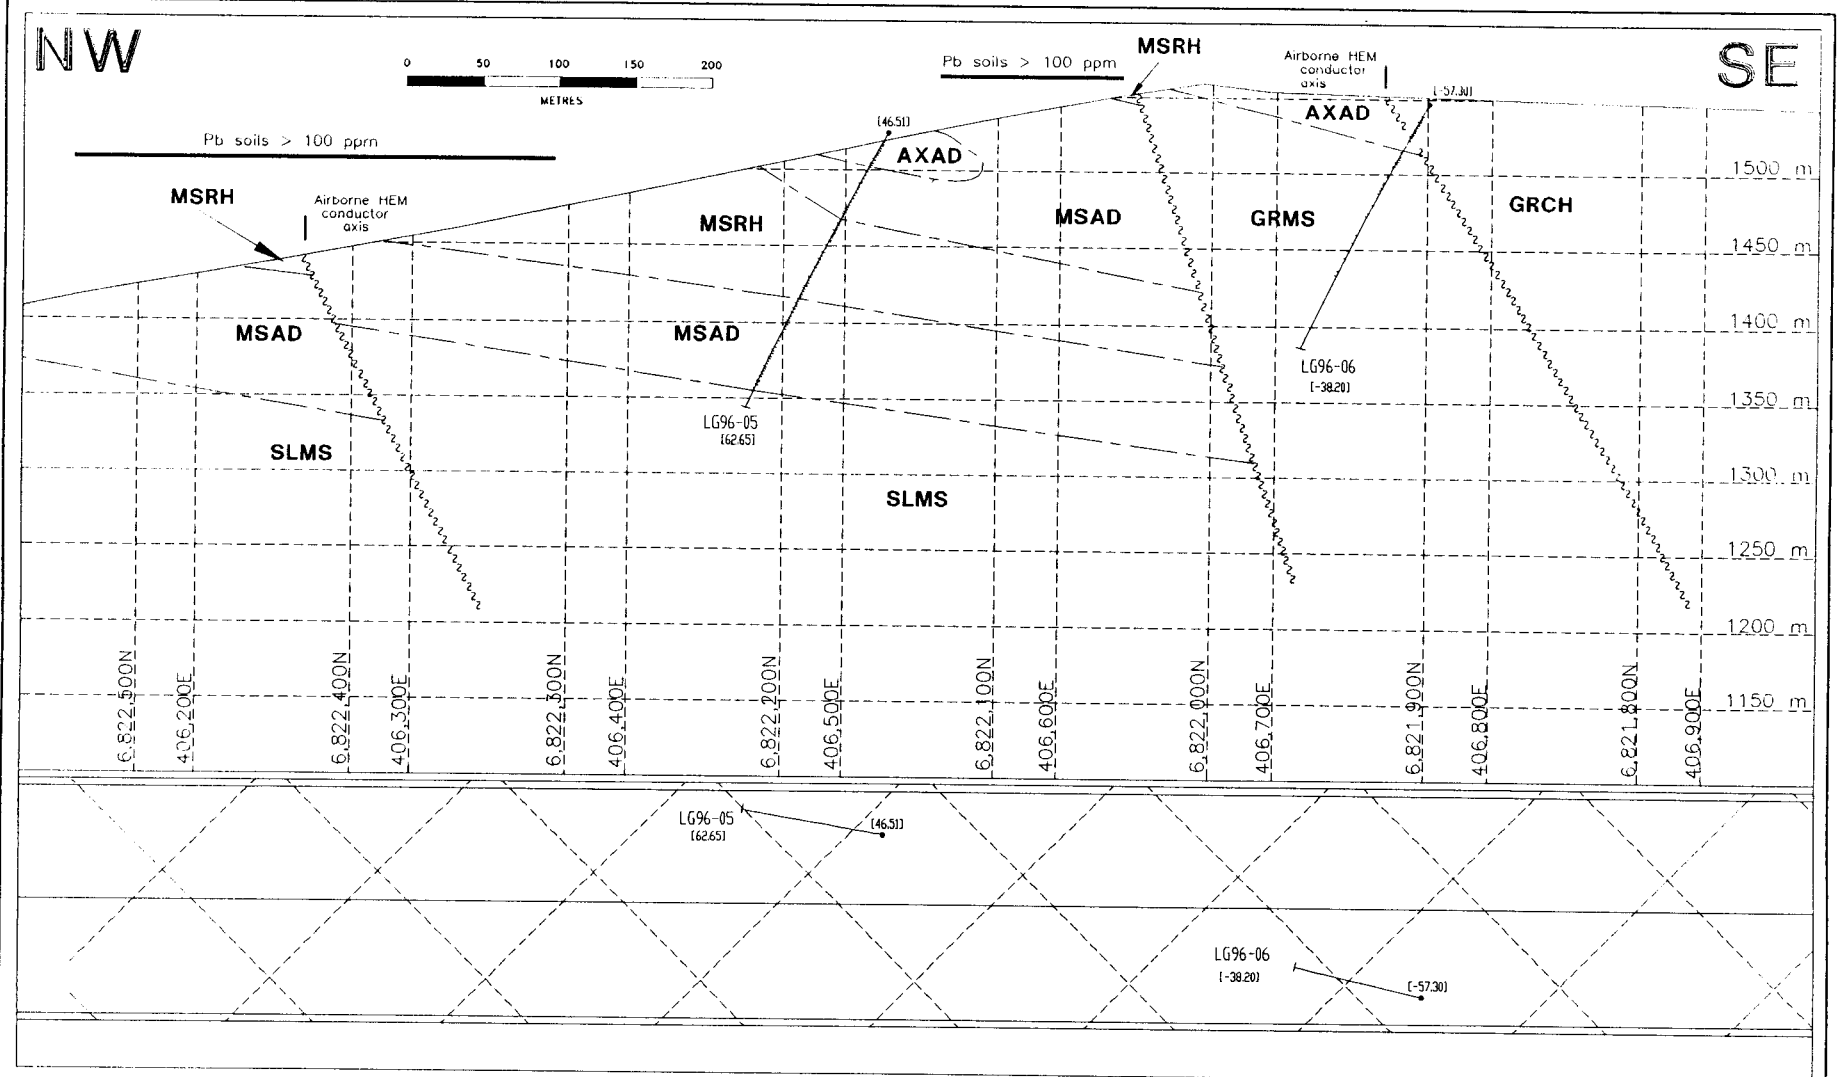 NW
SE
0 50 100 150 200
METRES
Pb soils > 100 ppm
MSRH
Airborne HEM
conductor
axis
[-57.30]
Pb soils > 100 ppm
[46.51]
AXAD
AXAD
MSRH
Airborne HEM
conductor
axis
MSRH
MSAD
GRMS
GRCH
1500 m
1450 m
1400 m
1350 m
1300 m
1250 m
1200 m
1150 m
MSAD
MSAD
LG96-06
[-38.20]
LG96-05
[62.65]
SLMS
SLMS
6,822,500N
406,200E
6,822,400N
406,300E
6,822,300N
406,400E
6,822,200N
406,500E
6,822,100N
406,600E
6,822,000N
406,700E
6,821,900N
406,800E
6,821,800N
406,900E
LG96-05
[62.65]
[46.51]
LG96-06
[-38.20]
[-57.30]